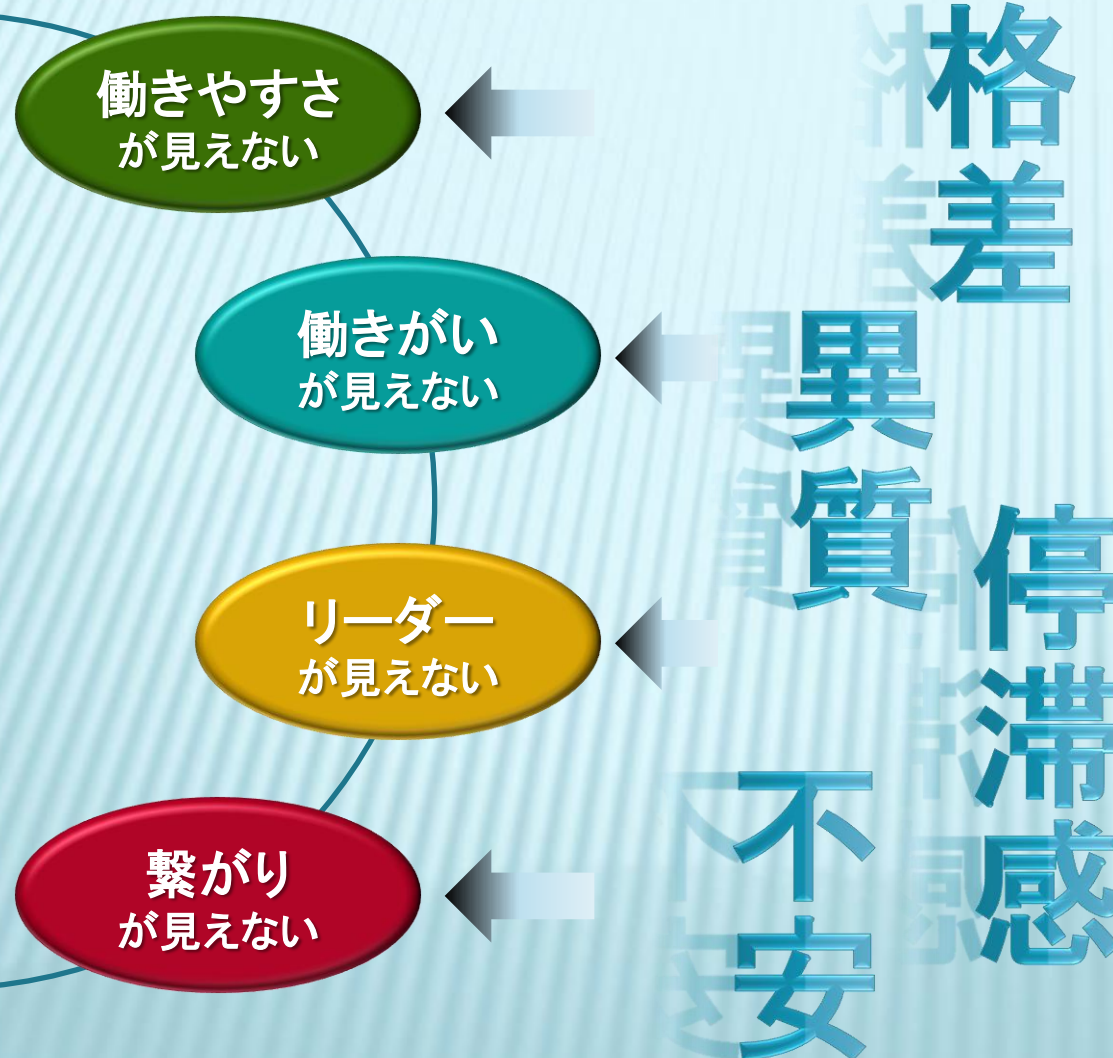 働きやすさ
が見えない
働きがい
が見えない
リーダー
が見えない
繋がり
が見えない
格差
異質
停滞感
不安